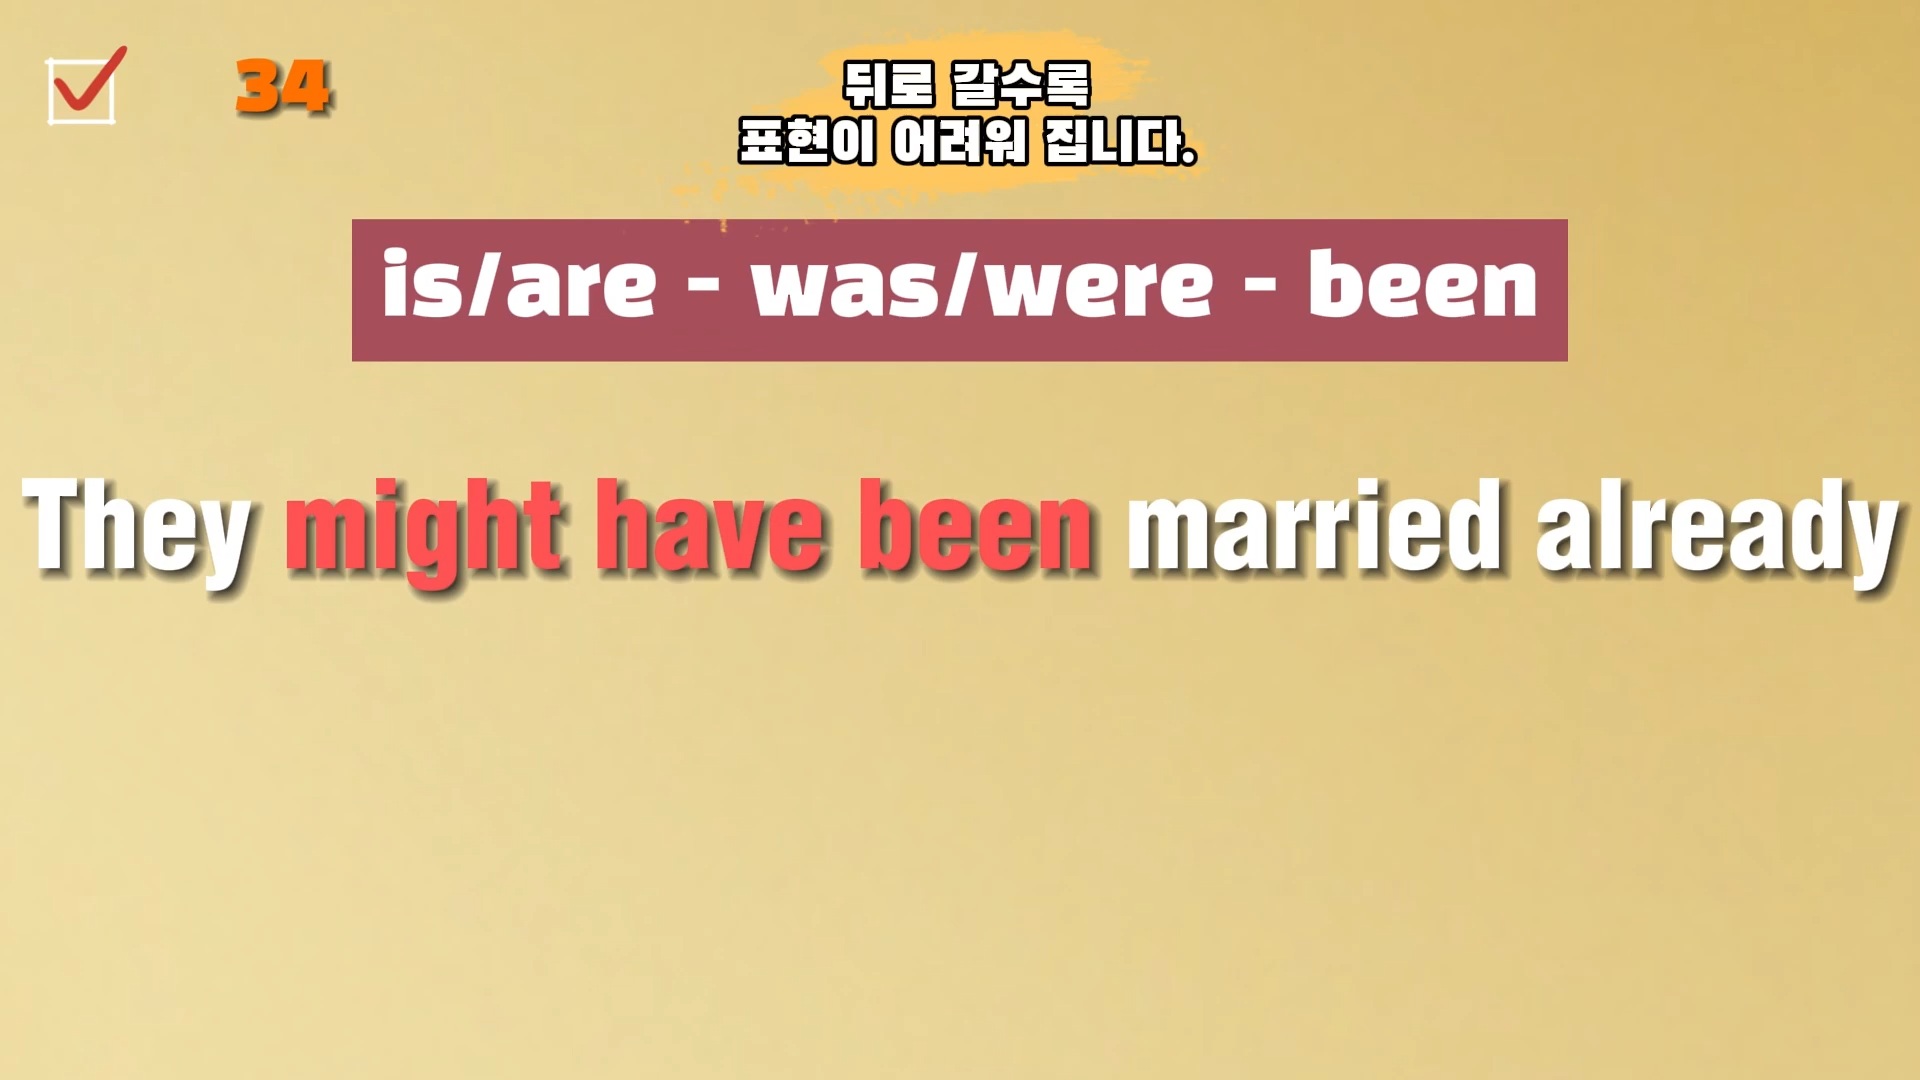 34
뒤로 갈수록
표현이 어려워 집니다.
is/are - was/were - been
They might have been married already